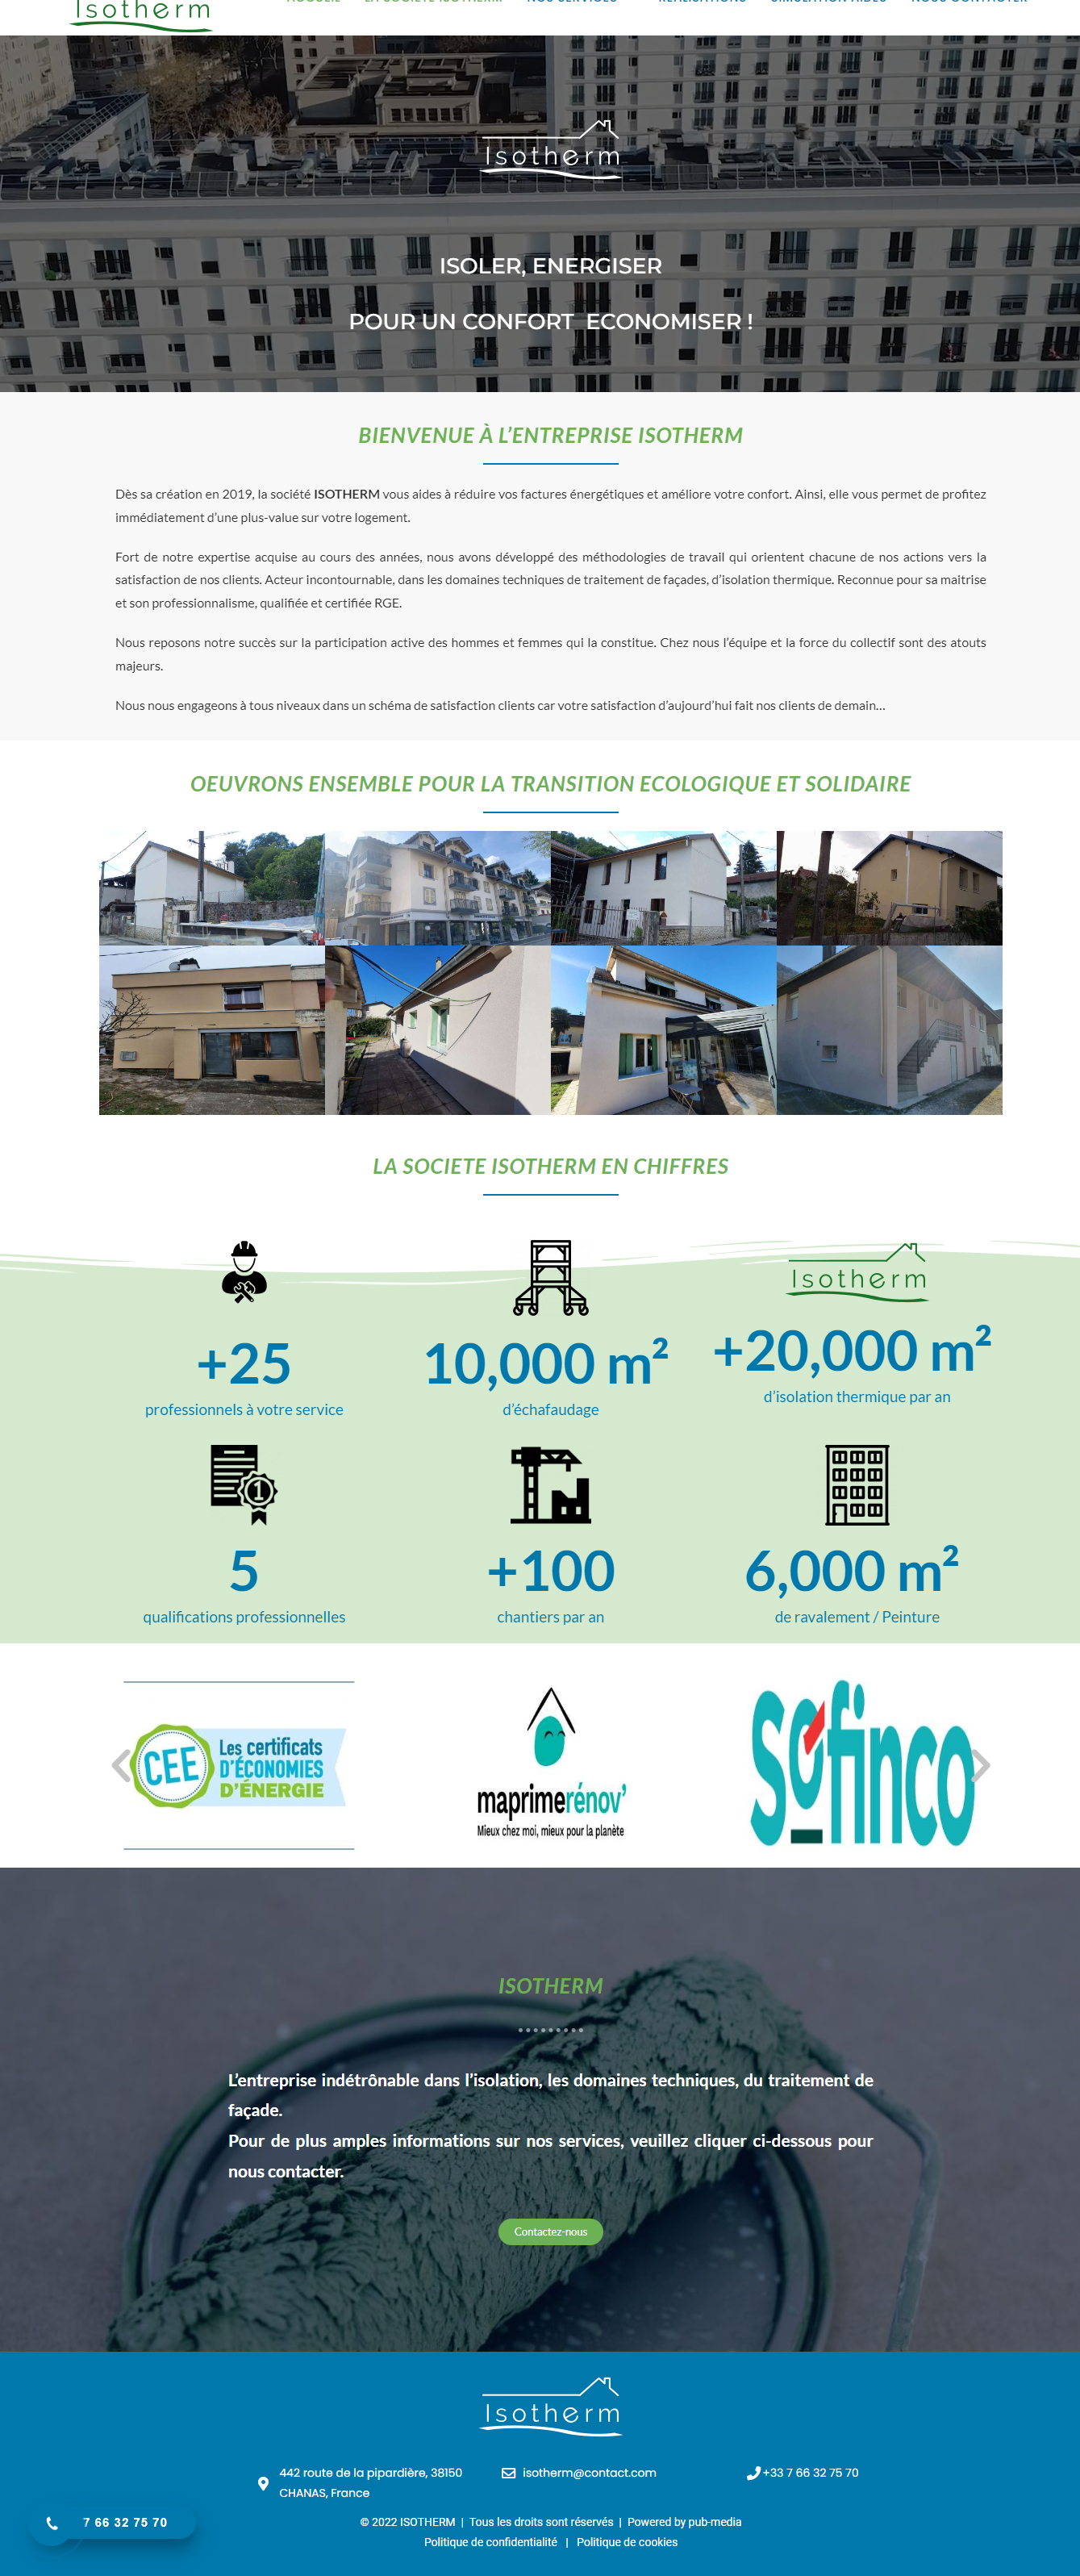 Isotherm
ACCUEIL LA SOCIETE ISOTHERM NOS SERVICES REALISATIONS SIMULATION AIDES NOUS CONTACTER
Isotherm
ISOLER, ENERGISER
POUR UN CONFORT ECONOMISER !
BIENVENUE À L'ENTREPRISE ISOTHERM
Dès sa création en 2019, la société ISOTHERM vous aides à réduire vos factures énergétiques et améliore votre confort. Ainsi, elle vous permet de profitez
immédiatement d'une plus-value sur votre logement.
Fort de notre expertise acquise au cours des années, nous avons développé des méthodologies de travail qui orientent chacune de nos actions vers la
satisfaction de nos clients. Acteur incontournable, dans les domaines techniques de traitement de façades, d'isolation thermique. Reconnue pour sa maitrise
et son professionnalisme, qualifiée et certifiée RGE.
Nous reposons notre succès sur la participation active des hommes et femmes qui la constitue. Chez nous l'équipe et la force du collectif sont des atouts
majeurs.
Nous nous engageons à tous niveaux dans un schéma de satisfaction clients car votre satisfaction d'aujourd'hui fait nos clients de demain…
OEUVRONS ENSEMBLE POUR LA TRANSITION ECOLOGIQUE ET SOLIDAIRE
LA SOCIETE ISOTHERM EN CHIFFRES
Isotherm
+25
10,000 m²
+20,000 m²
professionnels à votre service
d'échafaudage
d'isolation thermique par an
1
5
+100
6,000 m²
qualifications professionnelles
chantiers par an
de ravalement / Peinture
CEE
Les certificats
D'ÉCONOMIES
D'ÉNERGIE
maprimerénov'
Mieux chez moi, mieux pour la planète
Sofinco
ISOTHERM
L'entreprise indétrônable dans l'isolation, les domaines techniques, du traitement de
façade.
Pour de plus amples informations sur nos services, veuillez cliquer ci-dessous pour
nous contacter.
Contactez-nous
Isotherm
442 route de la pipardière, 38150
CHANAS, France
isotherm@contact.com
+33 7 66 32 75 70
© 2022 ISOTHERM | Tous les droits sont réservés | Powered by pub-media
Politique de confidentialité | Politique de cookies
7 66 32 75 70